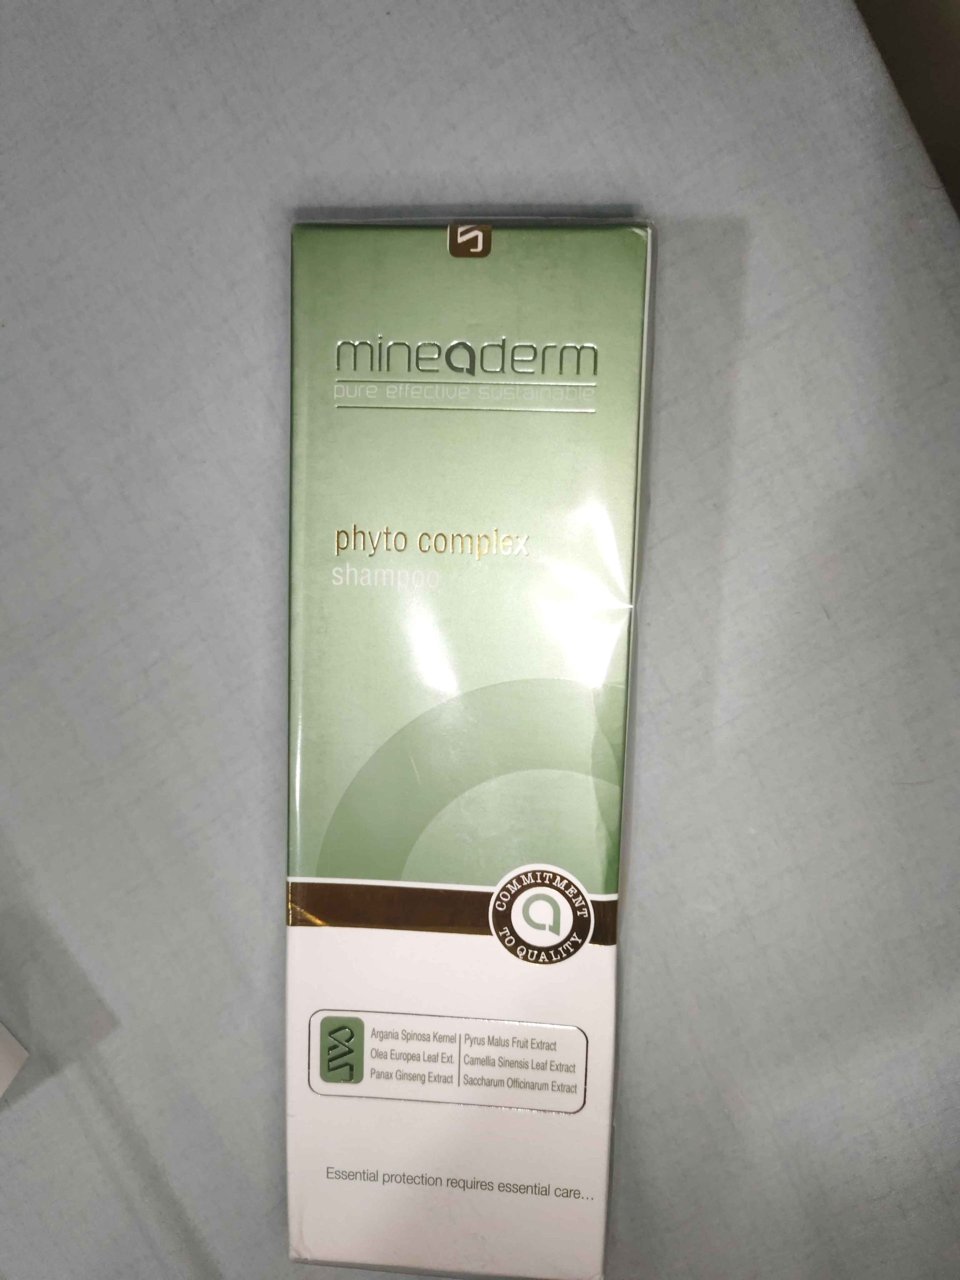 mineaderm
pure effective sustainable
phyto complex
shampoo
COMMITMENT
TO QUALITY
Argania Spinosa Kernel
Olea Europea Leaf Ext.
Panax Ginseng Extract
Pyrus Malus Fruit Extract
Camellia Sinensis Leaf Extract
Saccharum Officinarum Extract
Essential protection requires essential care...